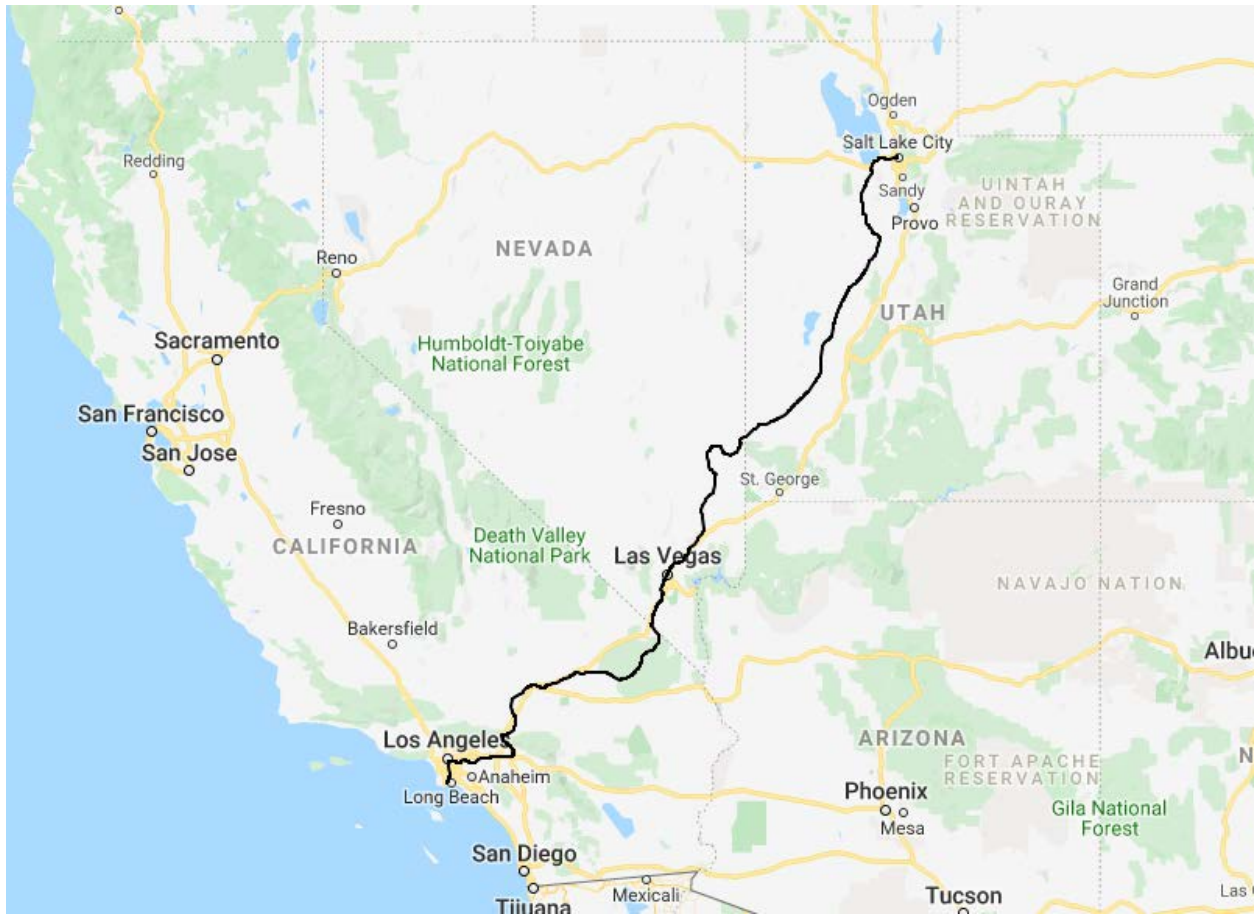 Ogden
Salt Lake City
Redding
Sandy
UINTAH
AND OURAY
RESERVATION
Provo
NEVADA
Reno
Grand
Junction
UTAH
Sacramento
Humboldt-Toiyabe
National Forest
San Francisco
San Jose
St. George
Fresno
CALIFORNIA
Death Valley
National Park
Las Vegas
NAVAJO NATION
Bakersfield
Albu
Los Angeles
Anaheim
Long Beach
ARIZONA
FORT APACHE
RESERVATION
N
Phoenix
Mesa
Gila National
Forest
San Diego
Mexicali
Tijuana
Tucson
Las